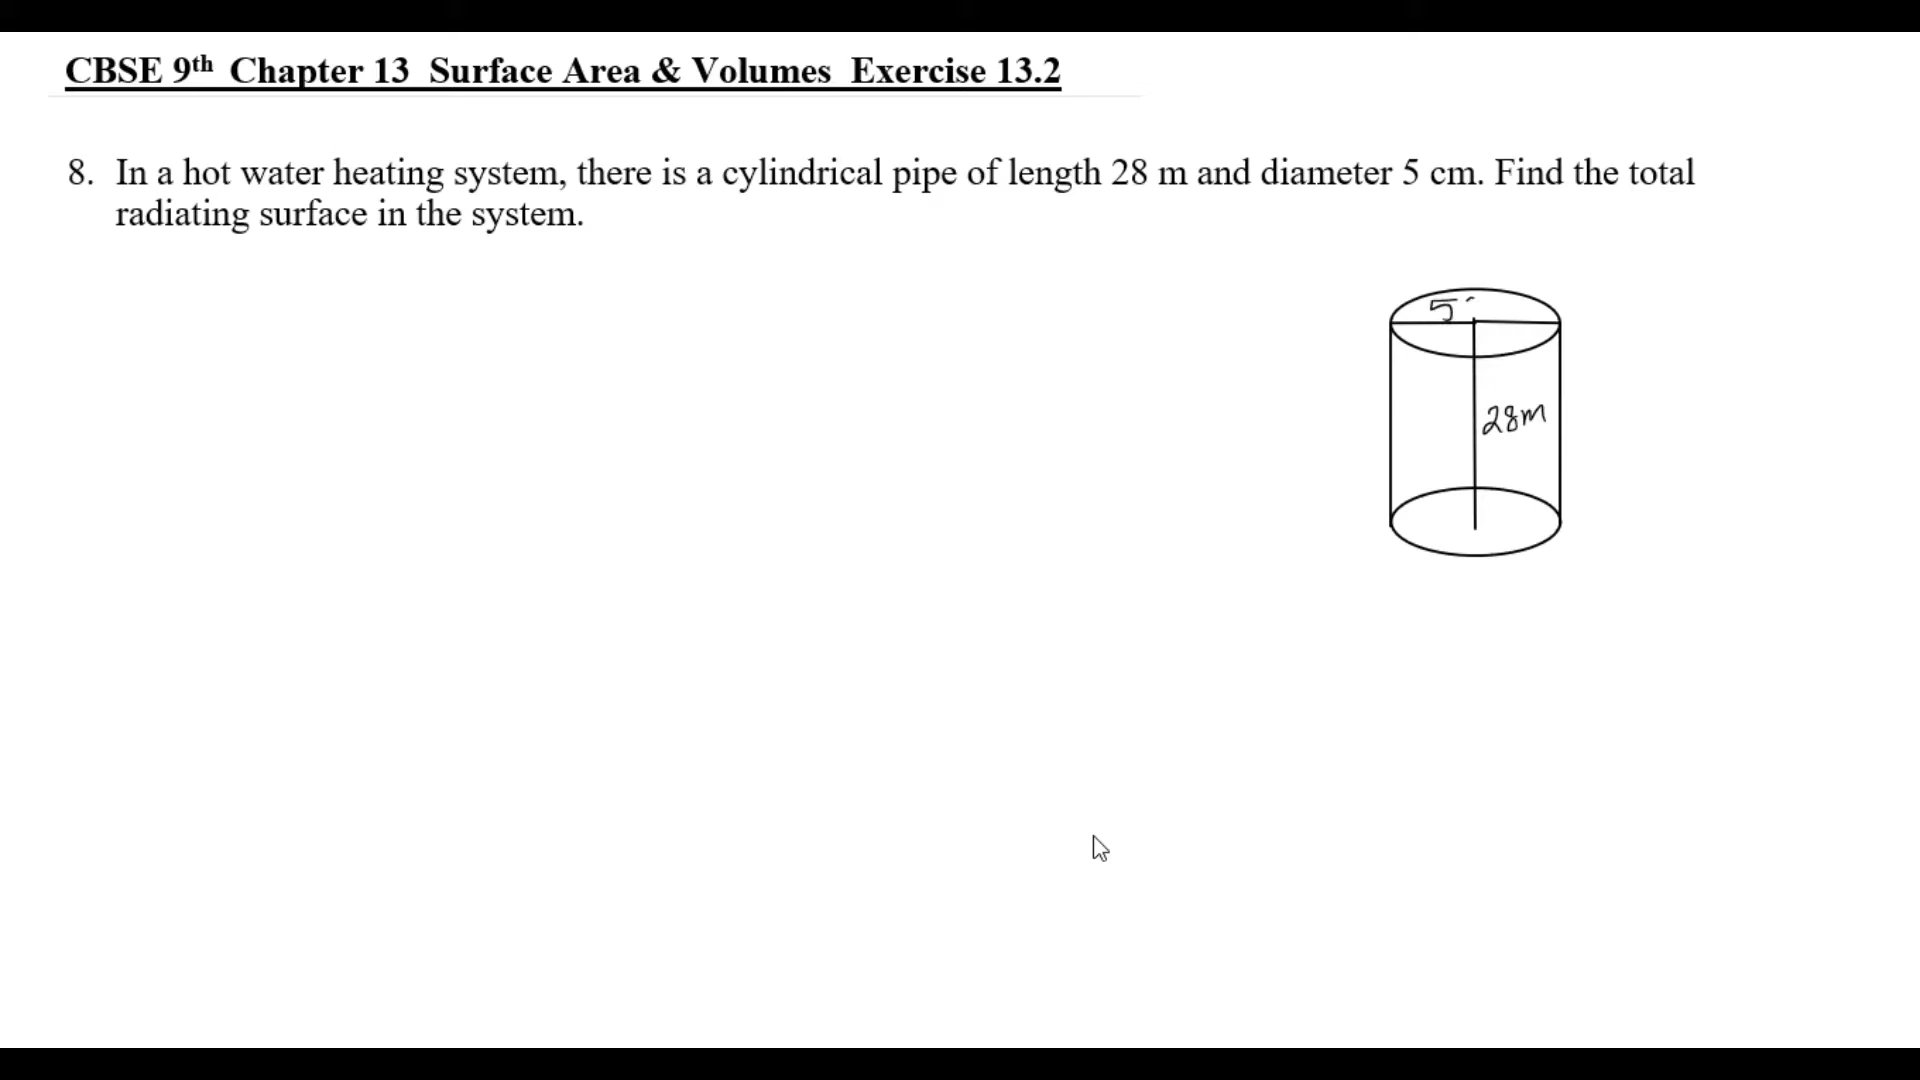 CBSE 9th Chapter 13 Surface Area & Volumes Exercise 13.2
8. In a hot water heating system, there is a cylindrical pipe of length 28 m and diameter 5 cm. Find the total
radiating surface in the system.
5
28m